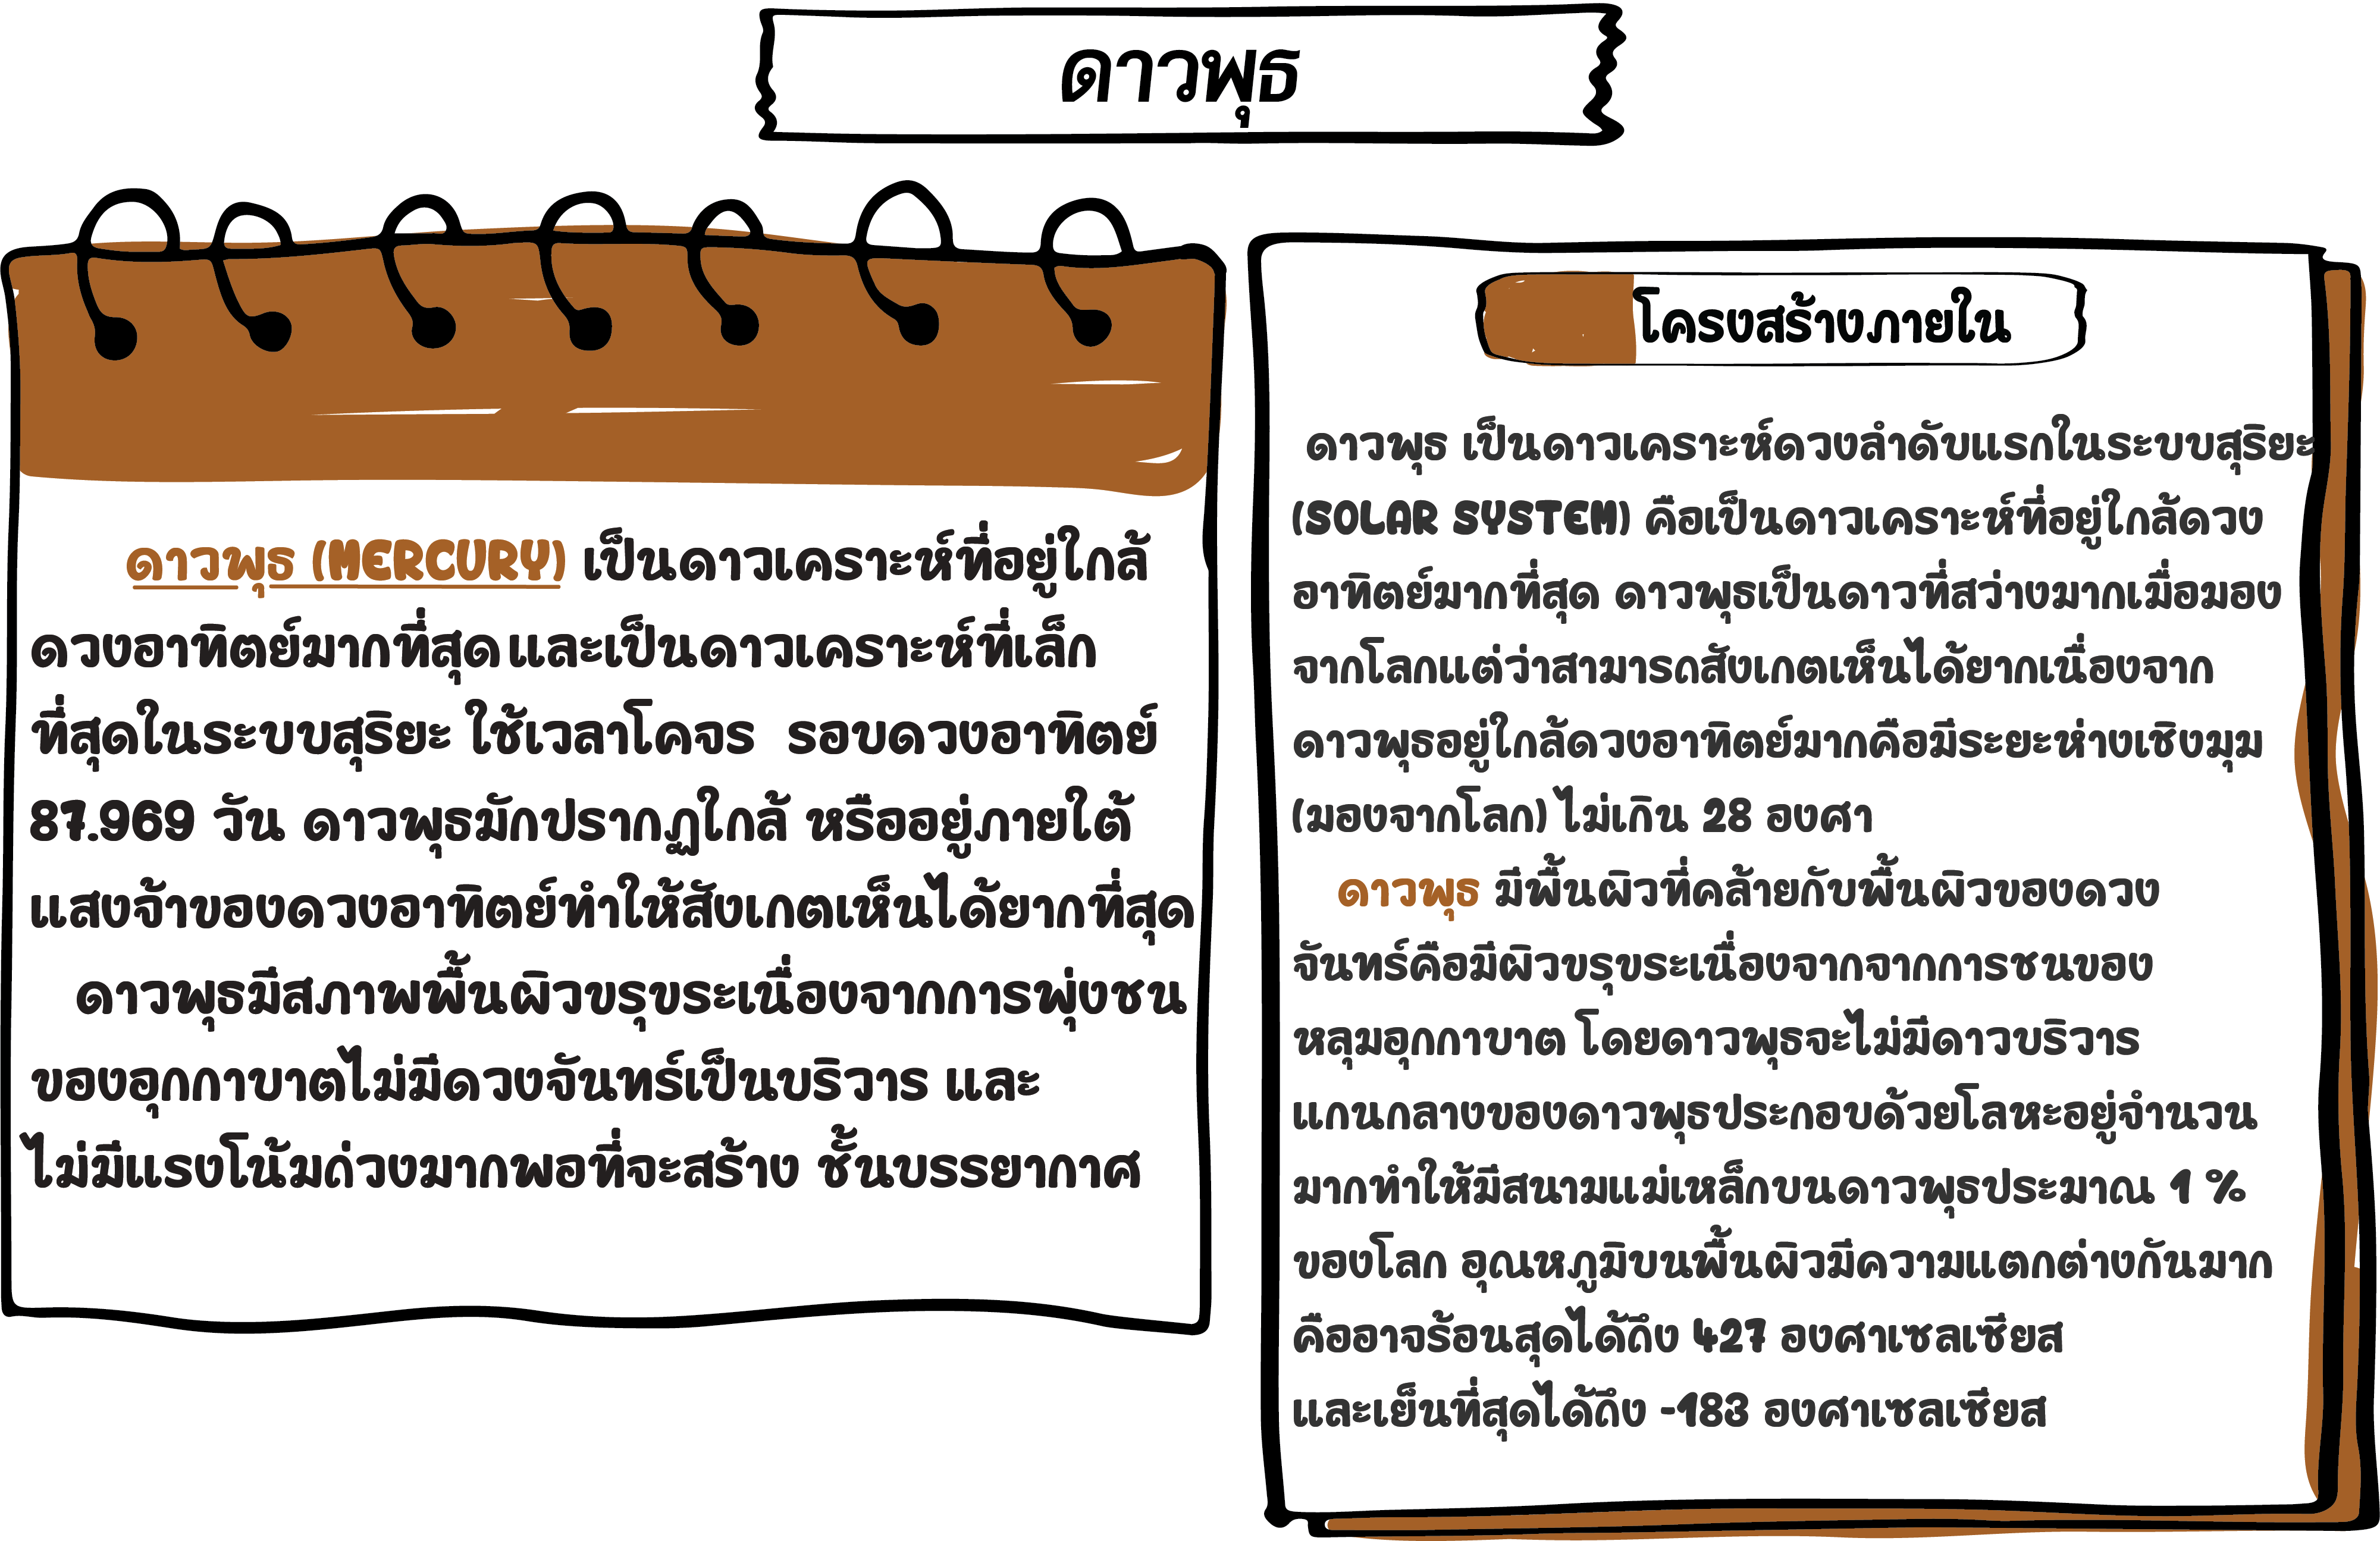 ดาวพุธ
ดาวพุธ (MERCURY) เป็นดาวเคราะห์ที่อยู่ใกล้
ดวงอาทิตย์มากที่สุดและเป็นดาวเคราะห์ที่เล็ก
ที่สุดในระบบสุริยะ ใช้เวลาโคจร รอบดวงอาทิตย์
87.969 วัน ดาวพุธมักปรากฏใกล้ หรืออยู่ภายใต้
แสงจ้าของดวงอาทิตย์ทำให้สังเกตเห็นได้ยากที่สุด
ดาวพุธมีสภาพพื้นผิวขรุขระเนื่องจากการพุ่งชน
ของอุกกาบาตไม่มีดวงจันทร์เป็นบริวาร และ
ไม่มีแรงโน้มถ่วงมากพอที่จะสร้าง ชั้นบรรยากาศ
โครงสร้างภายใน
ดาวพุธ เป็นดาวเคราะห์ดวงลำดับแรกในระบบสุริยะ
(SOLAR SYSTEM) คือเป็นดาวเคราะห์ที่อยู่ใกล้ดวง
อาทิตย์มากที่สุด ดาวพุธเป็นดาวที่สว่างมากเมื่อมอง
จากโลกแต่ว่าสามารถสังเกตเห็นได้ยากเนื่องจาก
ดาวพุธอยู่ใกล้ดวงอาทิตย์มากคือมีระยะห่างเชิงมุม
(มองจากโลก) ไม่เกิน 28 องศา
ดาวพุธ มีพื้นผิวที่คล้ายกับพื้นผิวของดวง
จันทร์คือมีผิวขรุขระเนื่องจากจากการชนของ
หลุมอุกกาบาต โดยดาวพุธจะไม่มีดาวบริวาร
แกนกลางของดาวพุธประกอบด้วยโลหะอยู่จำนวน
มากทำให้มีสนามแม่เหล็กบนดาวพุธประมาณ 1 %
ของโลก อุณหภูมิบนพื้นผิวมีความแตกต่างกันมาก
คืออาจร้อนสุดได้ถึง 427 องศาเซลเซียส
และเย็นที่สุดได้ถึง -183 องศาเซลเซียส